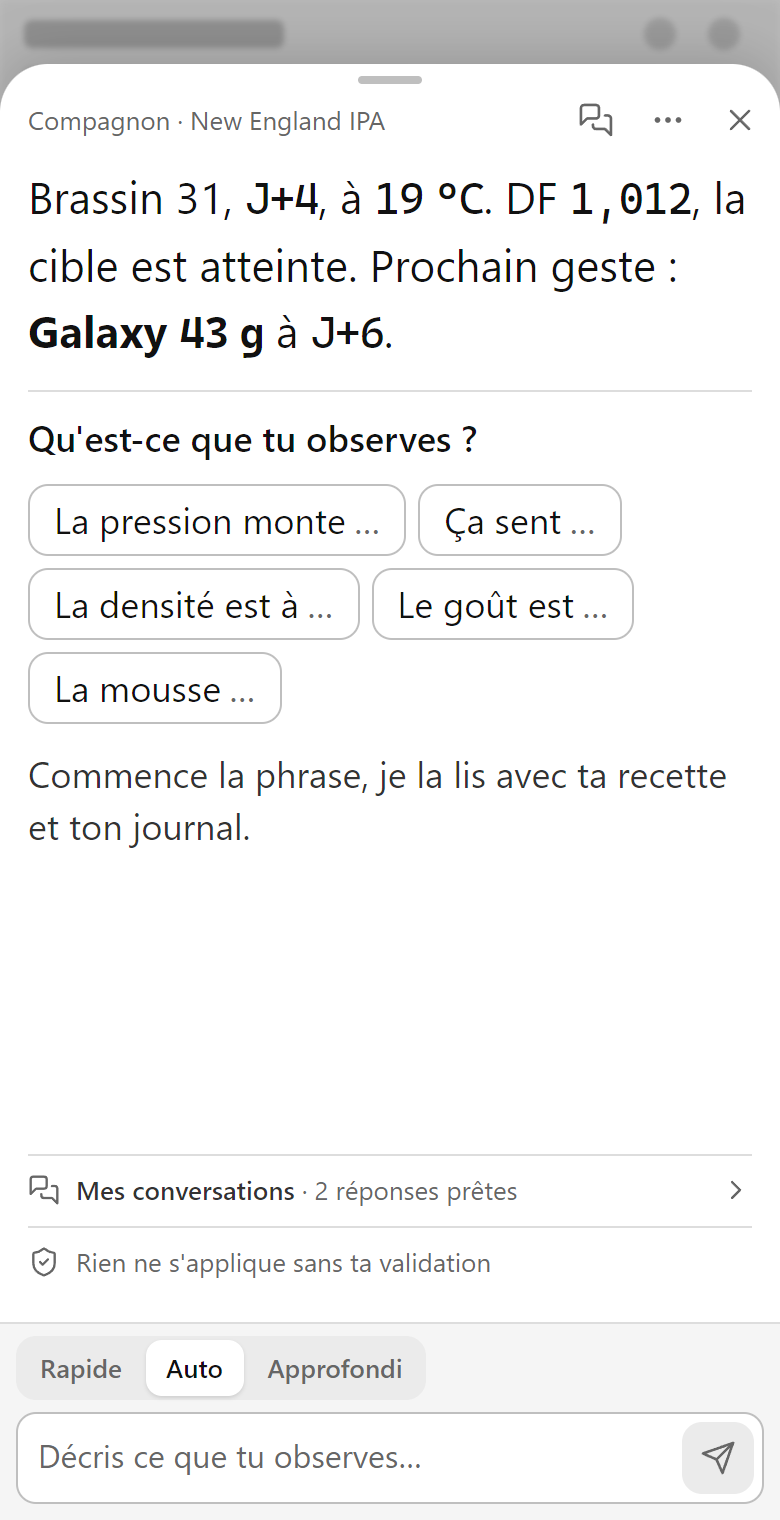 Compagnon · New England IPA
Brassin 31, J+4, à 19 °C. DF 1,012, la
cible est atteinte. Prochain geste :
Galaxy 43 g à J+6.
Qu'est-ce que tu observes ?
La pression monte …
Ça sent …
La densité est à …
Le goût est …
La mousse …
Commence la phrase, je la lis avec ta recette
et ton journal.
Mes conversations · 2 réponses prêtes
Rien ne s'applique sans ta validation
Rapide
Auto
Approfondi
Décris ce que tu observes…